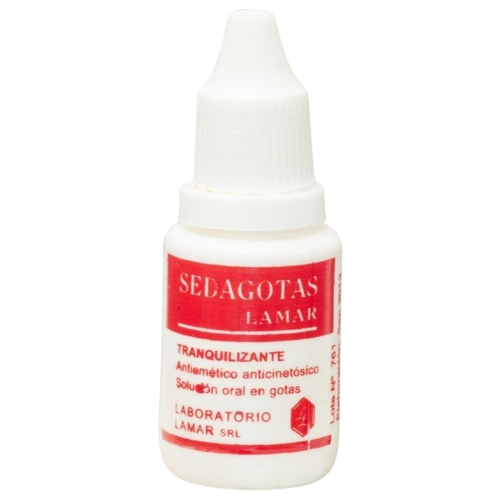 SEDAGOTAS
LAMAR
TRANQUILIZANTE
Antiemético anticinetósico
Solución oral en gotas
LABORATORIO
LAMAR SRL
Lote Nº 761